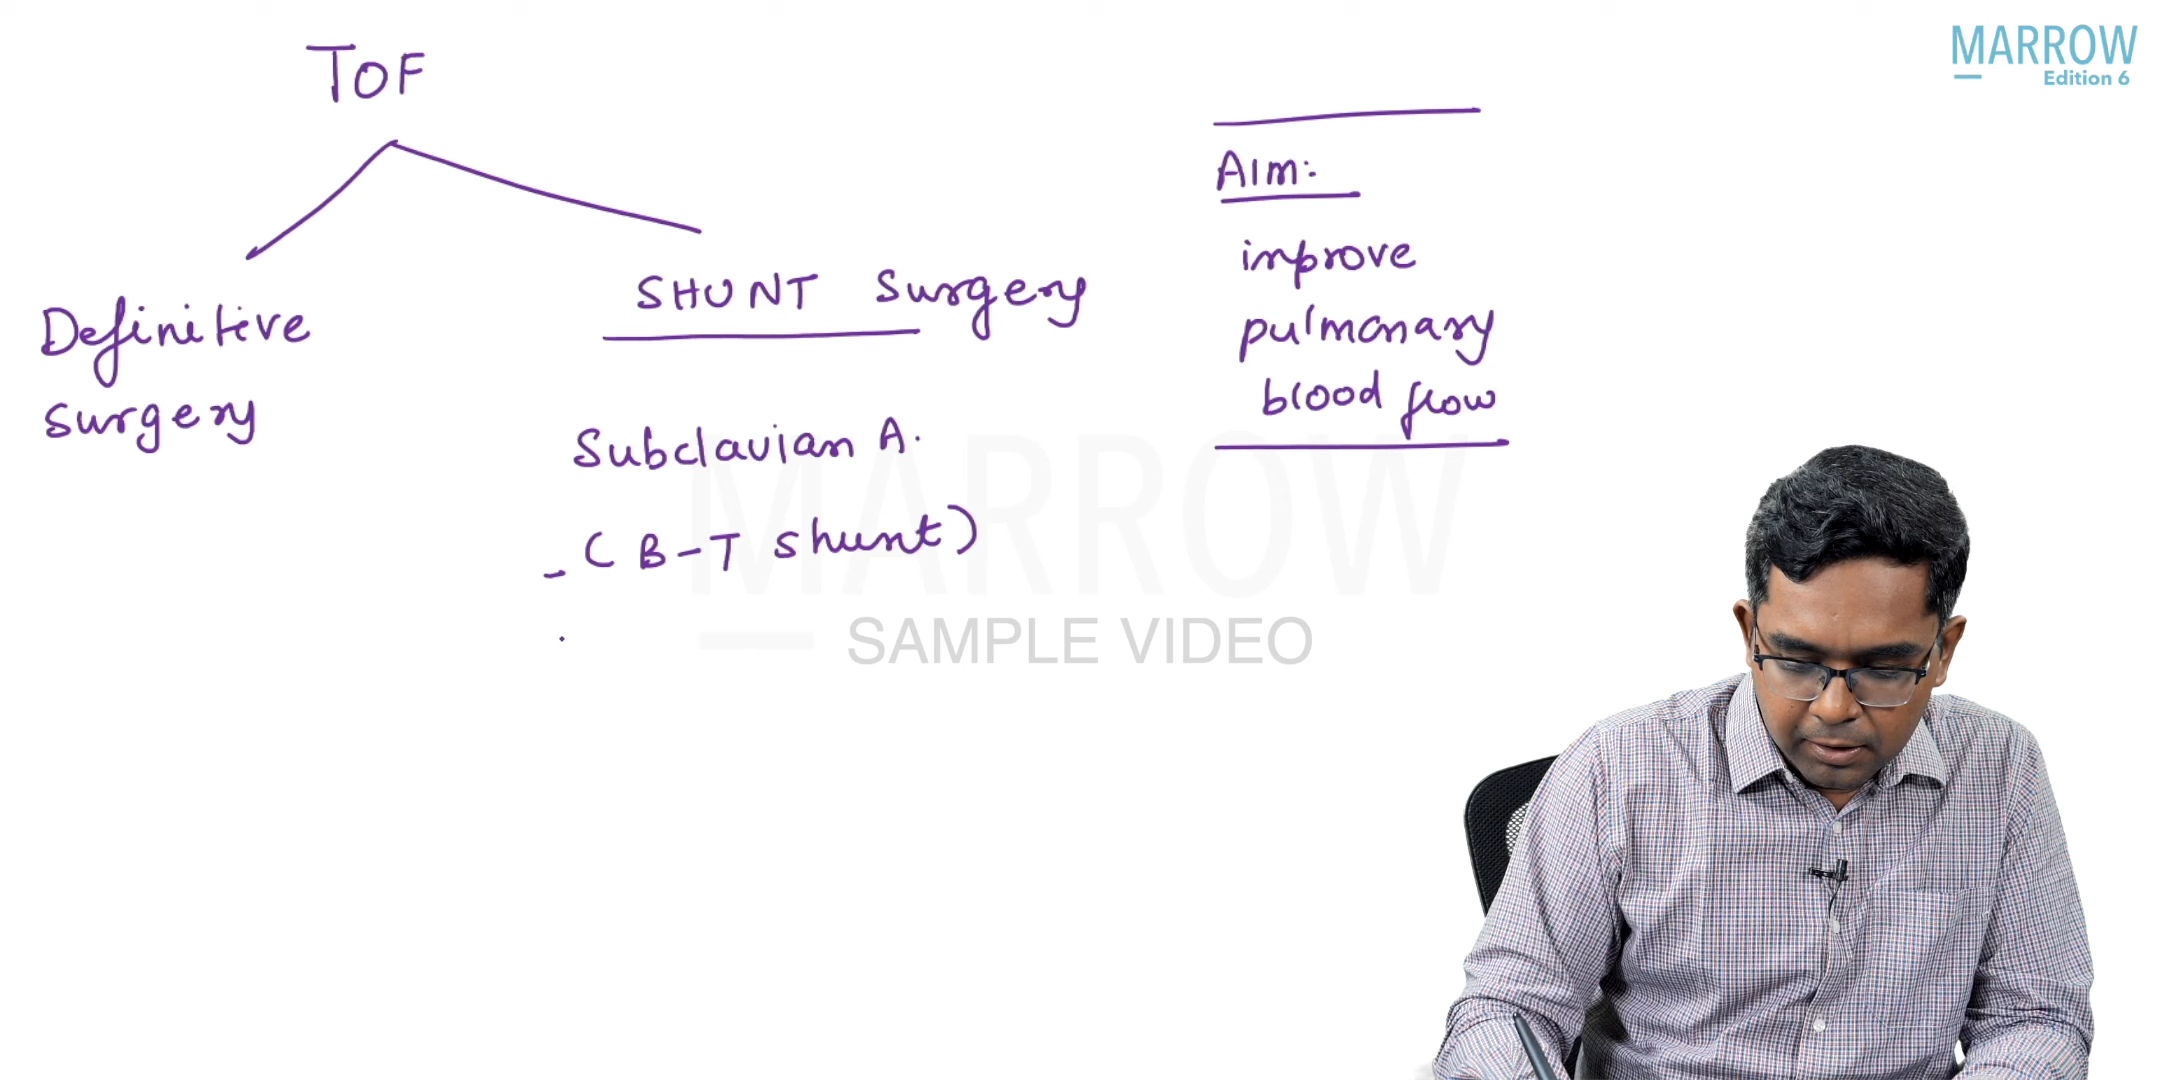 TOF
Definitive
surgery
SHUNT surgery
Subclavian A.
- ( B-T shunt)
AIM:
improve
pulmonary
blood flow
MARROW
Edition 6
MARROW
SAMPLE VIDEO